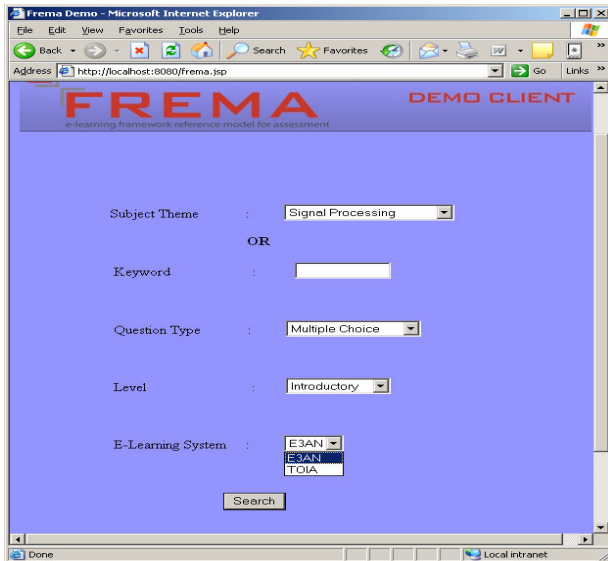 Frema Demo - Microsoft Internet Explorer
File Edit View Favorites Tools Help
Back Search Favorites
Address http://localhost:8080/frema.jsp Go Links »
FREMA
DEMO CLIENT
e-learning framework reference model for assessment
Subject Theme : Signal Processing
OR
Keyword :
Question Type : Multiple Choice
Level : Introductory
E-Learning System : E3AN
E3AN
TOIA
Search
Done Local intranet